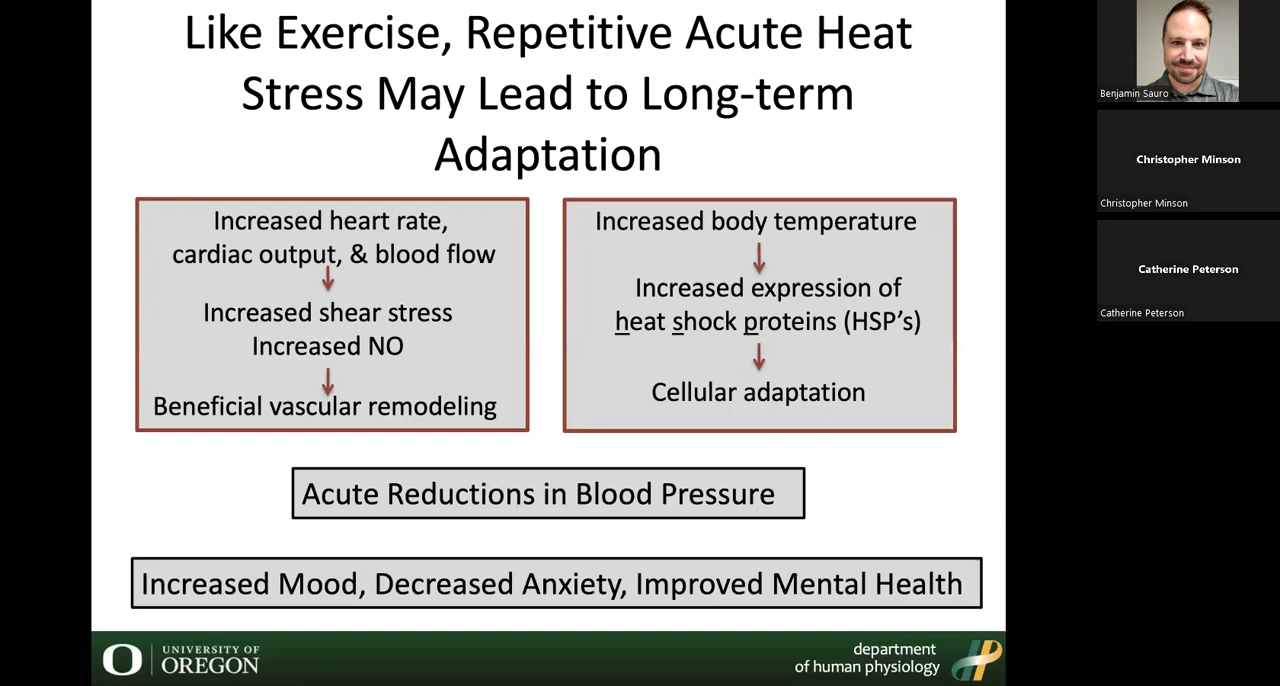 Like Exercise, Repetitive Acute Heat
Stress May Lead to Long-term
Adaptation
Increased heart rate,
cardiac output, & blood flow
Increased shear stress
Increased NO
Beneficial vascular remodeling
Increased body temperature
Increased expression of
heat shock proteins (HSP’s)
Cellular adaptation
Acute Reductions in Blood Pressure
Increased Mood, Decreased Anxiety, Improved Mental Health
O
UNIVERSITY OF
OREGON
department
of human physiology
hp
Benjamin Sauro
Christopher Minson
Christopher Minson
Catherine Peterson
Catherine Peterson